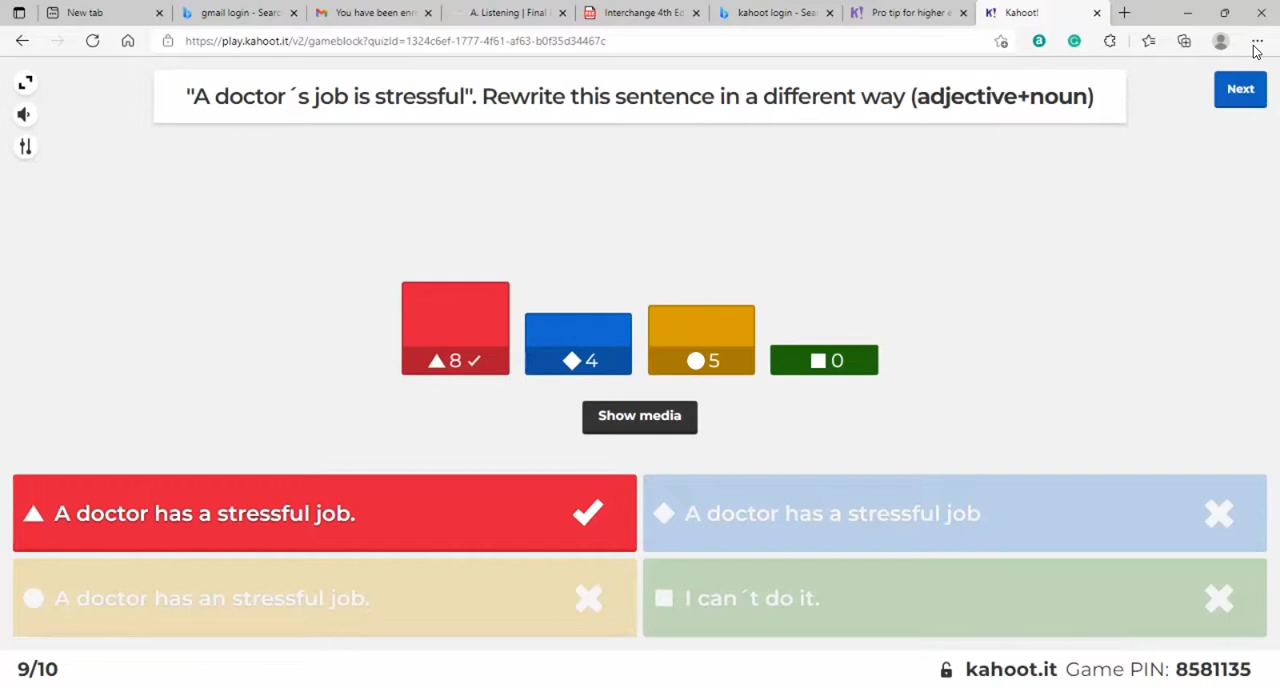 New tab
gmail login - Searc
You have been enr
A. Listening | Final
Interchange 4th Ed
kahoot login - Sea
Pro tip for higher e
K! Kahoot!
https://play.kahoot.it/v2/gameblock?quizId=1324c6ef-1777-4f61-af63-b0f35d34467c
"A doctor´s job is stressful". Rewrite this sentence in a different way (adjective+noun)
Next
8
4
5
0
Show media
A doctor has a stressful job.
A doctor has a stressful job
A doctor has an stressful job.
I can´t do it.
9/10
kahoot.it Game PIN: 8581135